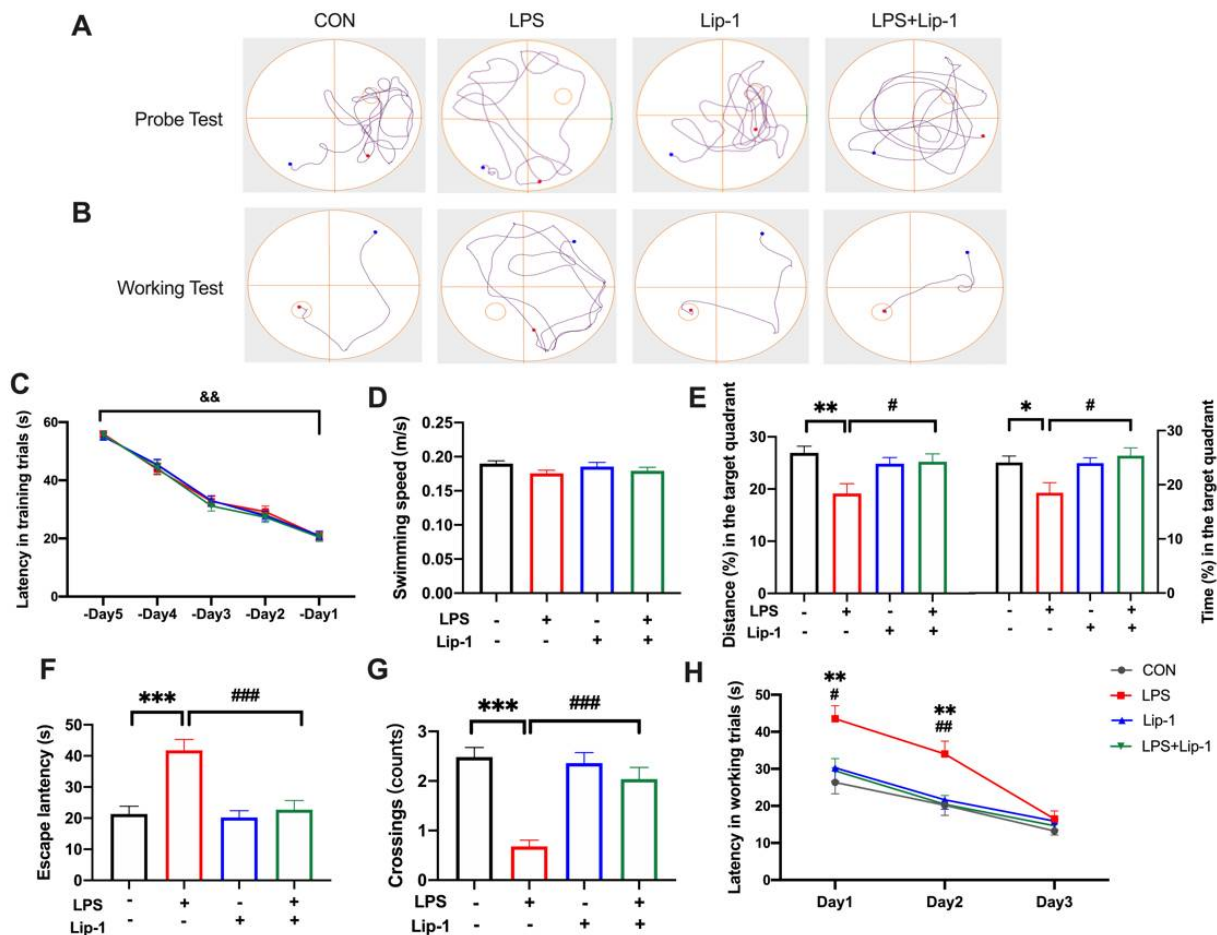 A
CON LPS Lip-1 LPS+Lip-1
Probe Test
B
Working Test
C
&&
Latency in training trials (s)
60
40
20
0
-Day5 -Day4 -Day3 -Day2 -Day1
D
Swimming speed (m/s)
0.25
0.20
0.15
0.10
0.05
0.00
LPS - + - +
Lip-1 - - + +
E
** # * #
Distance (%) in the target quadrant
30
20
10
0
Time (%) in the target quadrant
30
20
10
0
LPS - + - + - + - +
Lip-1 - - + + - - + +
F
*** ###
Escape lantency (s)
50
40
30
20
10
0
LPS - + - +
Lip-1 - - + +
G
*** ###
Crossings (counts)
3
2
1
0
LPS - + - +
Lip-1 - - + +
H
Latency in working trials (s)
50
40
30
20
10
0
** **
# ##
Day1 Day2 Day3
CON
LPS
Lip-1
LPS+Lip-1